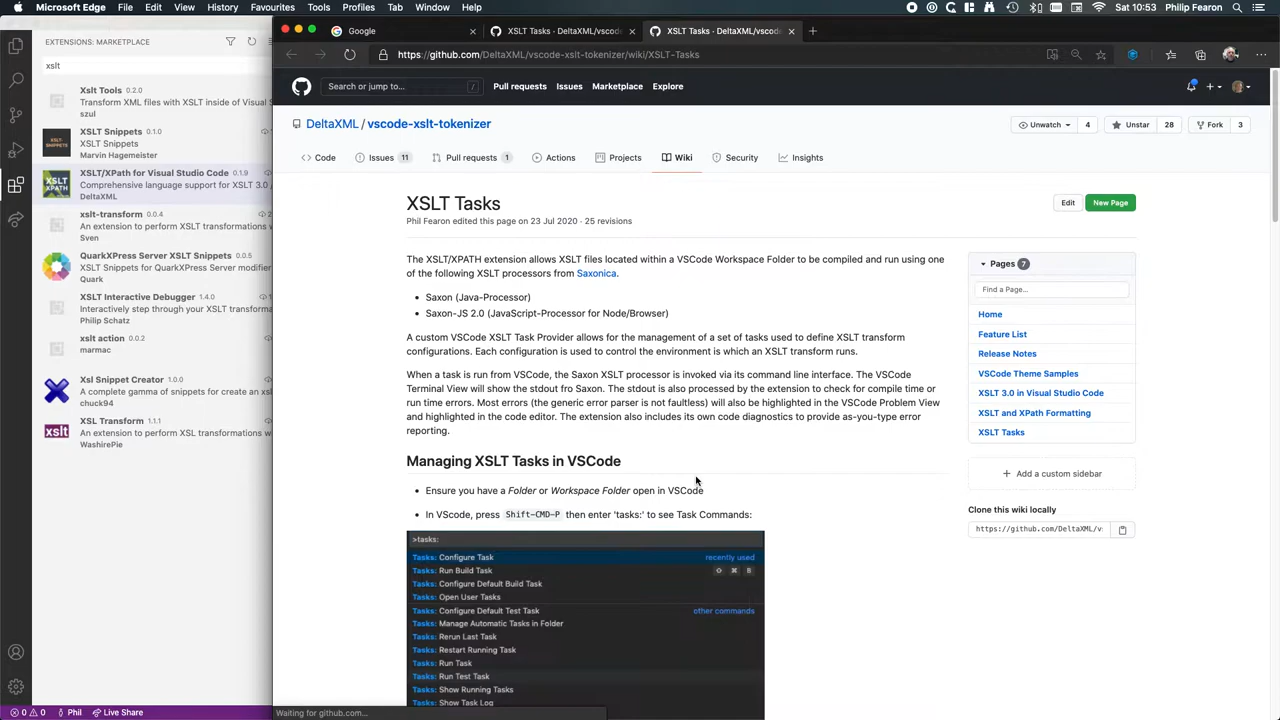 Microsoft Edge File Edit View History Favourites Tools Profiles Tab Window Help Philip Fearon
EXTENSIONS: MARKETPLACE
xslt
Xslt Tools 0.2.0
Transform XML files with XSLT inside of Visual S
szul
XSLT Snippets 0.1.0
XSLT Snippets
Marvin Hagemeister
XSLT/XPath for Visual Studio Code 0.1.9
Comprehensive language support for XSLT 3.0 /
DeltaXML
xslt-transform 0.0.4
An extension to perform XSLT transformations w
Sven
QuarkXPress Server XSLT Snippets 0.0.5
XSLT Snippets for QuarkXPress Server modifier
Quark
XSLT Interactive Debugger 1.4.0
Interactively step through your XSLT transforma
Philip Schatz
xslt action 0.0.2
marmac
Xsl Snippet Creator 1.0.0
A complete gamma of snippets for create an xs
chuck94
XSL Transform 1.1.1
An extension to perform XSL transformations w
WashirePie
XSLT XPATH
xslt
0 0 Phil Live Share
Google
XSLT Tasks · DeltaXML/vscod
XSLT Tasks · DeltaXML/vscod
https://github.com/DeltaXML/vscode-xslt-tokenizer/wiki/XSLT-Tasks
Search or jump to... / Pull requests Issues Marketplace Explore
DeltaXML / vscode-xslt-tokenizer
Unwatch 4 Unstar 28 Fork 3
Code Issues 11 Pull requests 1 Actions Projects Wiki Security Insights
XSLT Tasks
Edit New Page
Phil Fearon edited this page on 23 Jul 2020 · 25 revisions
The XSLT/XPATH extension allows XSLT files located within a VSCode Workspace Folder to be compiled and run using one
of the following XSLT processors from Saxonica.
• Saxon (Java-Processor)
• Saxon-JS 2.0 (JavaScript-Processor for Node/Browser)
A custom VSCode XSLT Task Provider allows for the management of a set of tasks used to define XSLT transform
configurations. Each configuration is used to control the environment is which an XSLT transform runs.
When a task is run from VSCode, the Saxon XSLT processor is invoked via its command line interface. The VSCode
Terminal View will show the stdout fro Saxon. The stdout is also processed by the extension to check for compile time or
run time errors. Most errors (the generic error parser is not faultless) will also be highlighted in the VSCode Problem View
and highlighted in the code editor. The extension also includes its own code diagnostics to provide as-you-type error
reporting.
Managing XSLT Tasks in VSCode
• Ensure you have a Folder or Workspace Folder open in VSCode
• In VScode, press Shift-CMD-P then enter 'tasks:' to see Task Commands:
>tasks:
Tasks: Configure Task recently used
Tasks: Run Build Task ⇧ ⌘ B
Tasks: Configure Default Build Task
Tasks: Open User Tasks
Tasks: Configure Default Test Task other commands
Tasks: Manage Automatic Tasks in Folder
Tasks: Rerun Last Task
Tasks: Restart Running Task
Tasks: Run Task
Tasks: Run Test Task
Tasks: Show Running Tasks
Tasks: Show Task Log
Pages 7
Find a Page...
Home
Feature List
Release Notes
VSCode Theme Samples
XSLT 3.0 in Visual Studio Code
XSLT and XPath Formatting
XSLT Tasks
Add a custom sidebar
Clone this wiki locally
https://github.com/DeltaXML/v
Waiting for github.com...